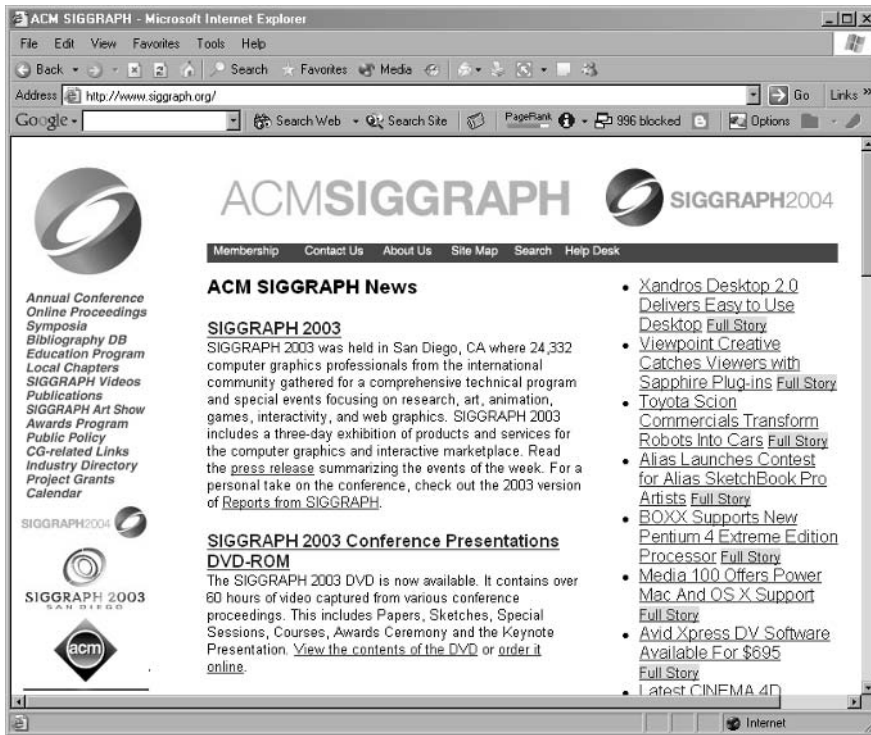 ACM SIGGRAPH - Microsoft Internet Explorer
File Edit View Favorites Tools Help
Back Search Favorites Media
Address http://www.siggraph.org/ Go Links »
Google Search Web Search Site PageRank 996 blocked Options
ACMSIGGRAPH
SIGGRAPH2004
Membership Contact Us About Us Site Map Search Help Desk
Annual Conference
Online Proceedings
Symposia
Bibliography DB
Education Program
Local Chapters
SIGGRAPH Videos
Publications
SIGGRAPH Art Show
Awards Program
Public Policy
CG-related Links
Industry Directory
Project Grants
Calendar
SIGGRAPH2004
SIGGRAPH 2003
SAN DIEGO
acm
ACM SIGGRAPH News
SIGGRAPH 2003
SIGGRAPH 2003 was held in San Diego, CA where 24,332
computer graphics professionals from the international
community gathered for a comprehensive technical program
and special events focusing on research, art, animation,
games, interactivity, and web graphics. SIGGRAPH 2003
includes a three-day exhibition of products and services for
the computer graphics and interactive marketplace. Read
the press release summarizing the events of the week. For a
personal take on the conference, check out the 2003 version
of Reports from SIGGRAPH.
SIGGRAPH 2003 Conference Presentations
DVD-ROM
The SIGGRAPH 2003 DVD is now available. It contains over
60 hours of video captured from various conference
proceedings. This includes Papers, Sketches, Special
Sessions, Courses, Awards Ceremony and the Keynote
Presentation. View the contents of the DVD or order it
online.
• Xandros Desktop 2.0
Delivers Easy to Use
Desktop Full Story
• Viewpoint Creative
Catches Viewers with
Sapphire Plug-ins Full Story
• Toyota Scion
Commercials Transform
Robots Into Cars Full Story
• Alias Launches Contest
for Alias SketchBook Pro
Artists Full Story
• BOXX Supports New
Pentium 4 Extreme Edition
Processor Full Story
• Media 100 Offers Power
Mac And OS X Support
Full Story
• Avid Xpress DV Software
Available For $695
Full Story
• Latest CINEMA 4D
Internet